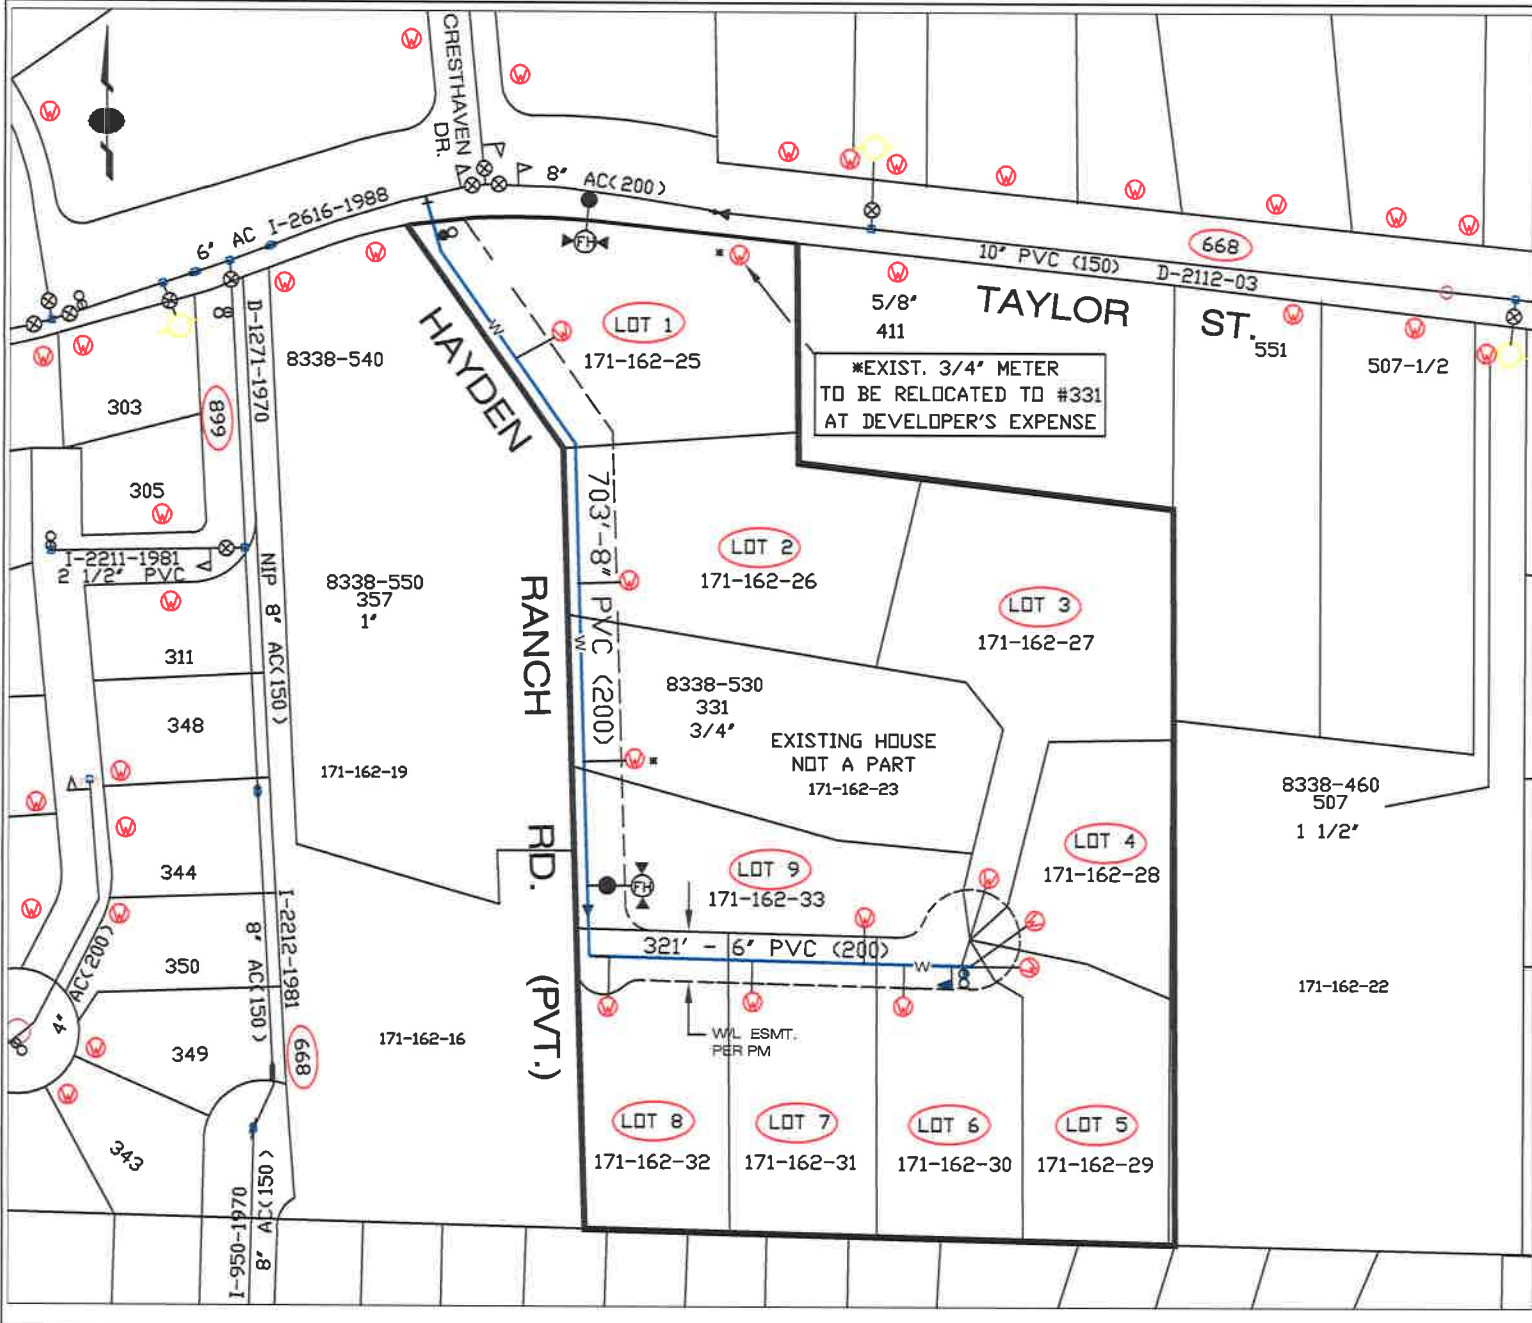 CRESTHAVEN
DR.
8" AC(200)
6" AC I-2616-1988
668
10" PVC (150) D-2112-03
TAYLOR ST.
5/8"
411
551
507-1/2
*EXIST. 3/4" METER
TO BE RELOCATED TO #331
AT DEVELOPER'S EXPENSE
FH
*
LOT 1
171-162-25
HAYDEN RANCH RD. (PVT.)
D-1271-1970
8338-540
303
899
305
I-2211-1981
2 1/2" PVC
NIP 8" AC(150)
8338-550
357
1"
703'-8" PVC (200)
LOT 2
171-162-26
LOT 3
171-162-27
311
348
171-162-19
8338-530
331
3/4"
EXISTING HOUSE
NOT A PART
171-162-23
*
8338-460
507
1 1/2"
344
LOT 9
171-162-33
LOT 4
171-162-28
FH
I-2212-1981
8" AC(150)
321' - 6" PVC (200)
350
4" AC(200)
349
668
171-162-16
W/L ESMT.
PER PM
171-162-22
343
LOT 8
171-162-32
LOT 7
171-162-31
LOT 6
171-162-30
LOT 5
171-162-29
I-950-1970
8" AC(150)